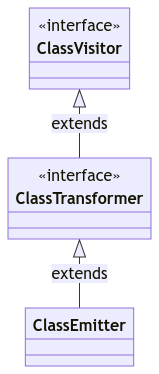 «interface»
ClassVisitor
extends
«interface»
ClassTransformer
extends
ClassEmitter